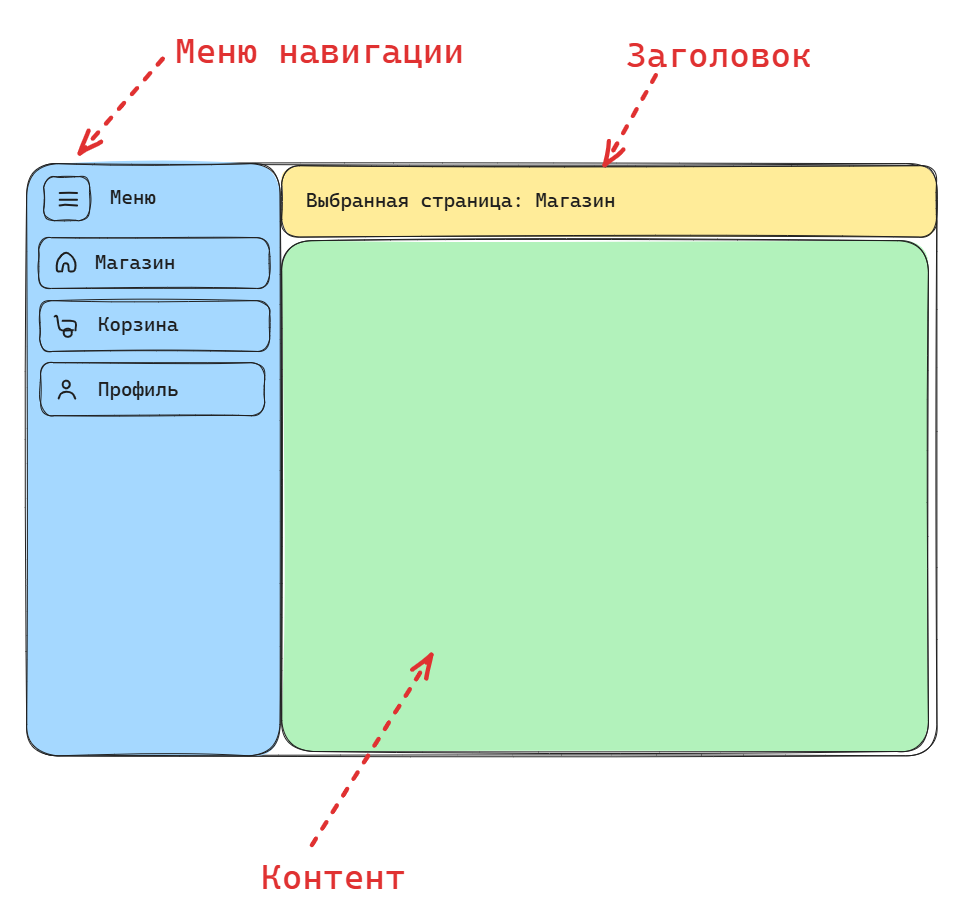 Меню навигации
Заголовок
Меню
Выбранная страница: Магазин
Магазин
Корзина
Профиль
Контент